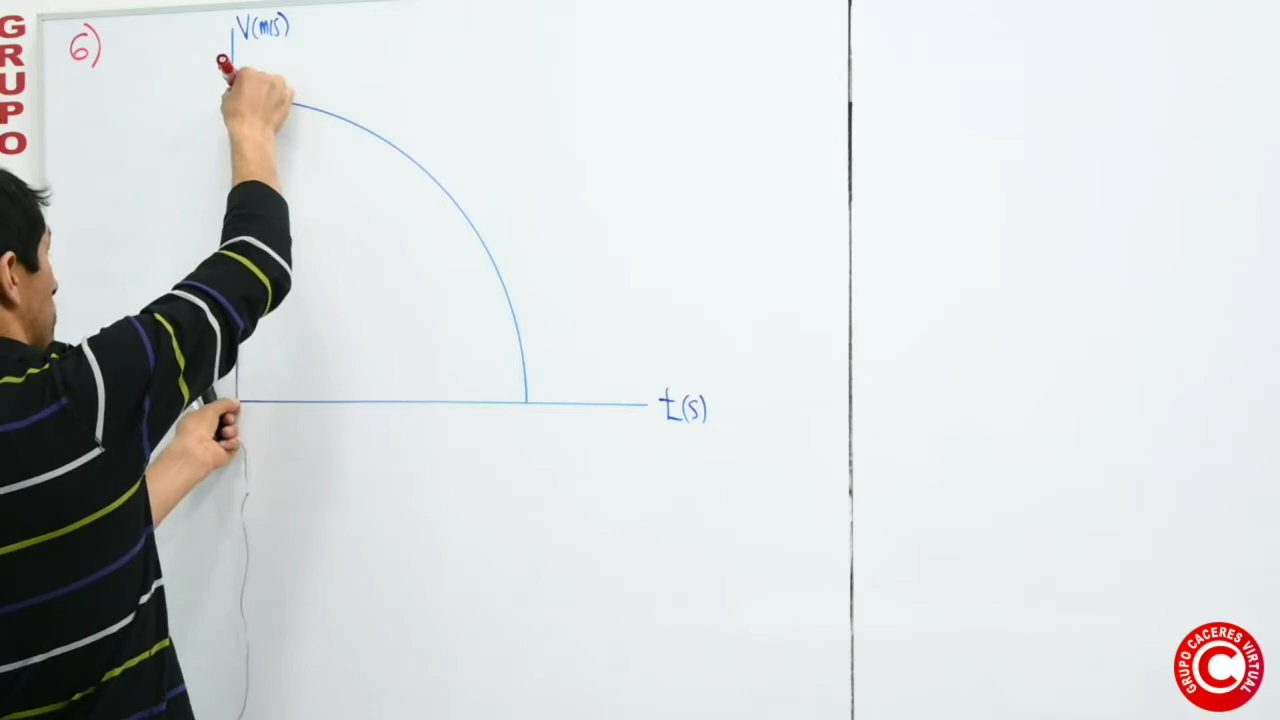 GRUPO
6)
V(m/s)
t(s)
GRUPO CACERES VIRTUAL
C